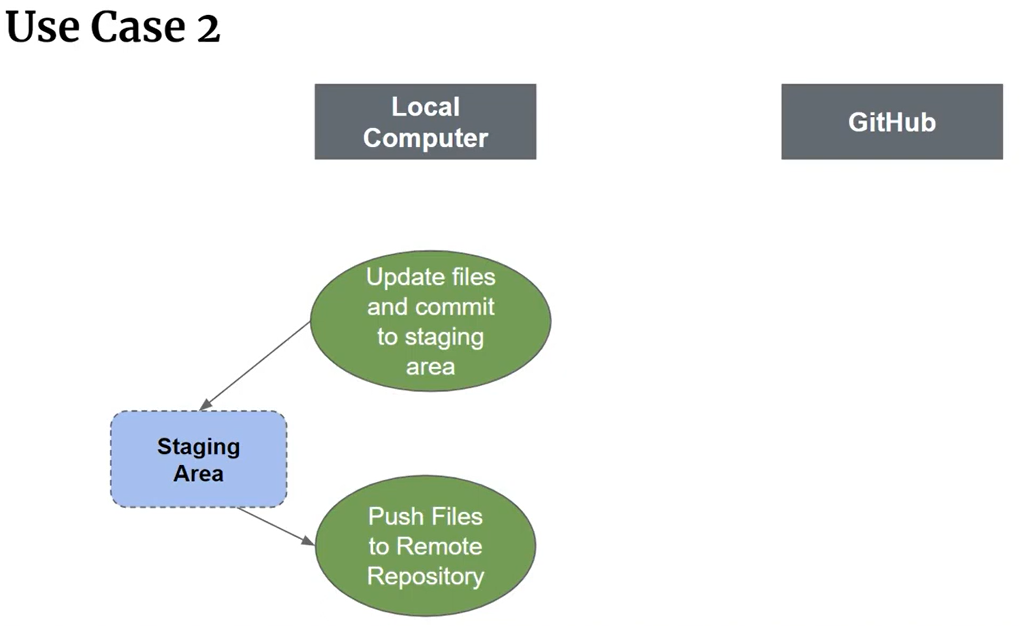 Use Case 2
Local
Computer
GitHub
Update files
and commit
to staging
area
Staging
Area
Push Files
to Remote
Repository